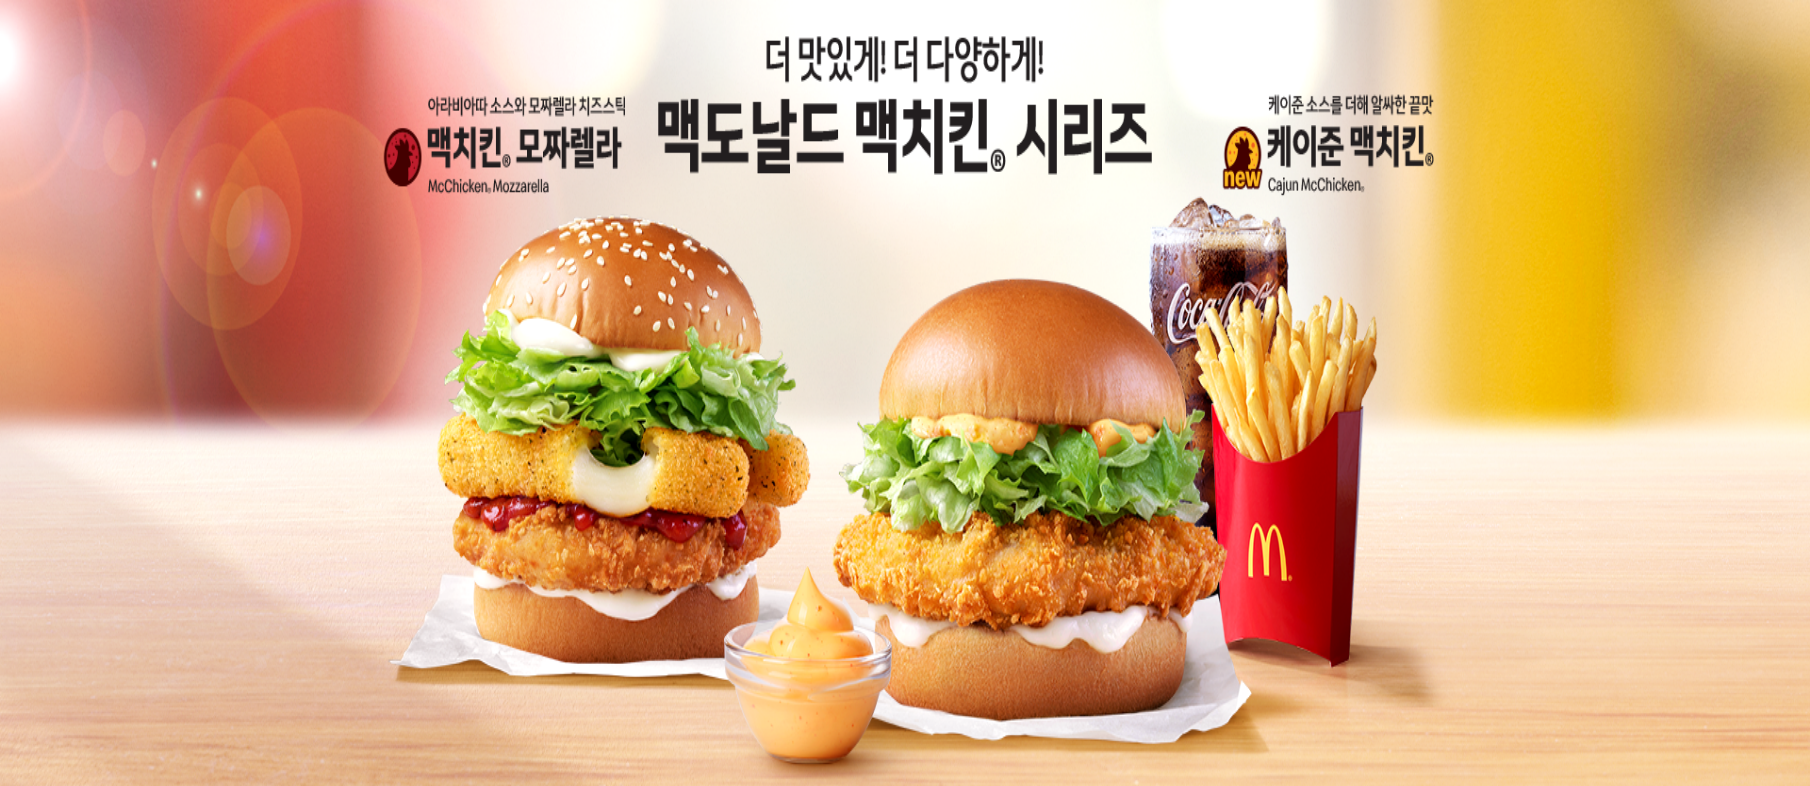 더 맛있게! 더 다양하게!
맥도날드 맥치킨® 시리즈
아라비아따 소스와 모짜렐라 치즈스틱
맥치킨® 모짜렐라
McChicken® Mozzarella
케이준 소스를 더해 알싸한 끝맛
new
케이준 맥치킨®
Cajun McChicken®
Coca-Cola
M